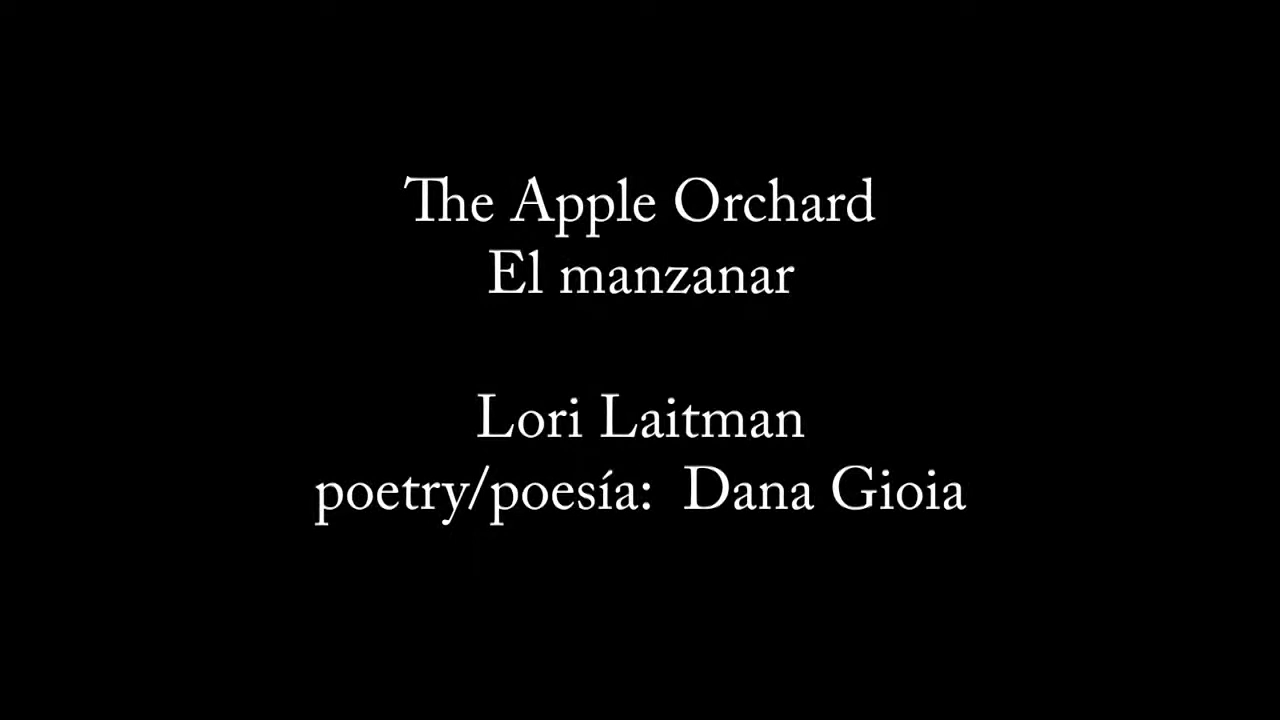 The Apple Orchard
El manzanar
Lori Laitman
poetry/poesía: Dana Gioia